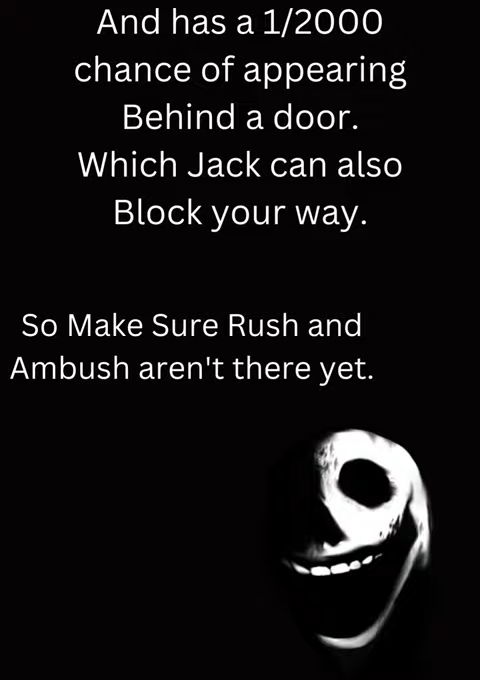 And has a 1/2000
chance of appearing
Behind a door.
Which Jack can also
Block your way.
So Make Sure Rush and
Ambush aren't there yet.